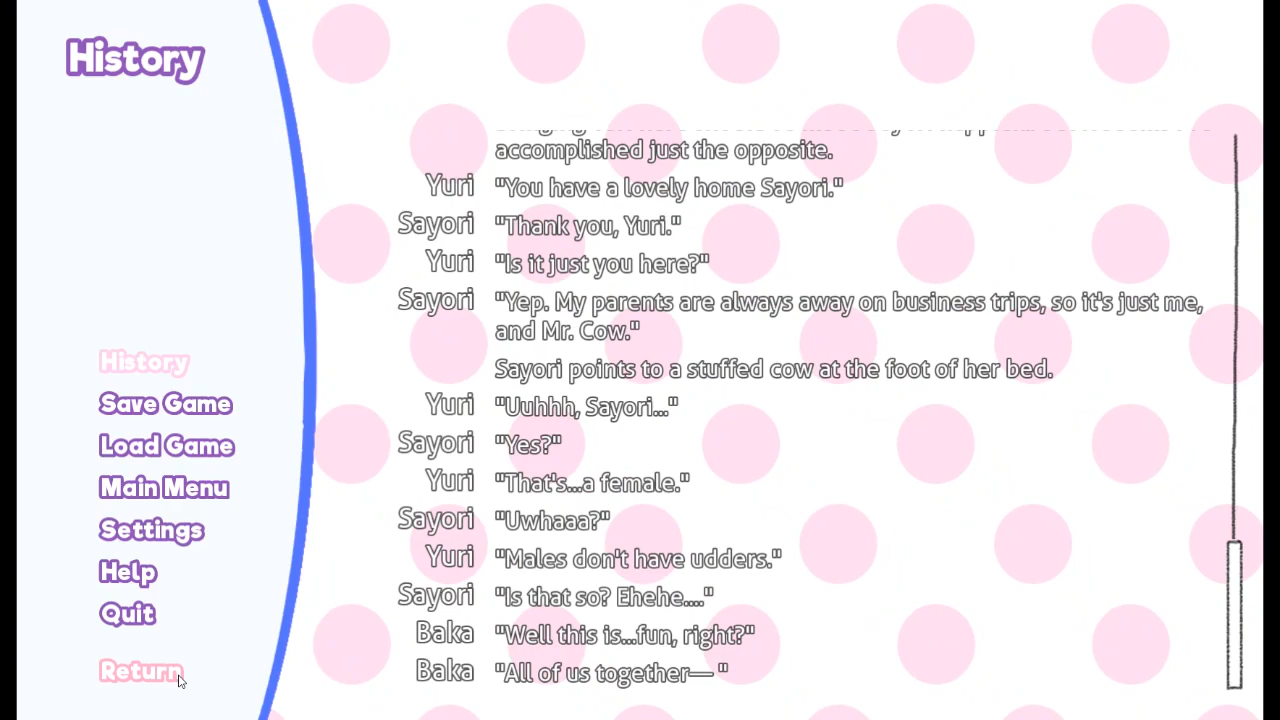 History
accomplished just the opposite.
Yuri "You have a lovely home Sayori."
Sayori "Thank you, Yuri."
Yuri "Is it just you here?"
Sayori "Yep. My parents are always away on business trips, so it's just me,
and Mr. Cow."
Sayori points to a stuffed cow at the foot of her bed.
Yuri "Uuhhh, Sayori..."
Sayori "Yes?"
Yuri "That's...a female."
Sayori "Uwhaaa?"
Yuri "Males don't have udders."
Sayori "Is that so? Ehehe...."
Baka "Well this is...fun, right?"
Baka "All of us together— "
History
Save Game
Load Game
Main Menu
Settings
Help
Quit
Return